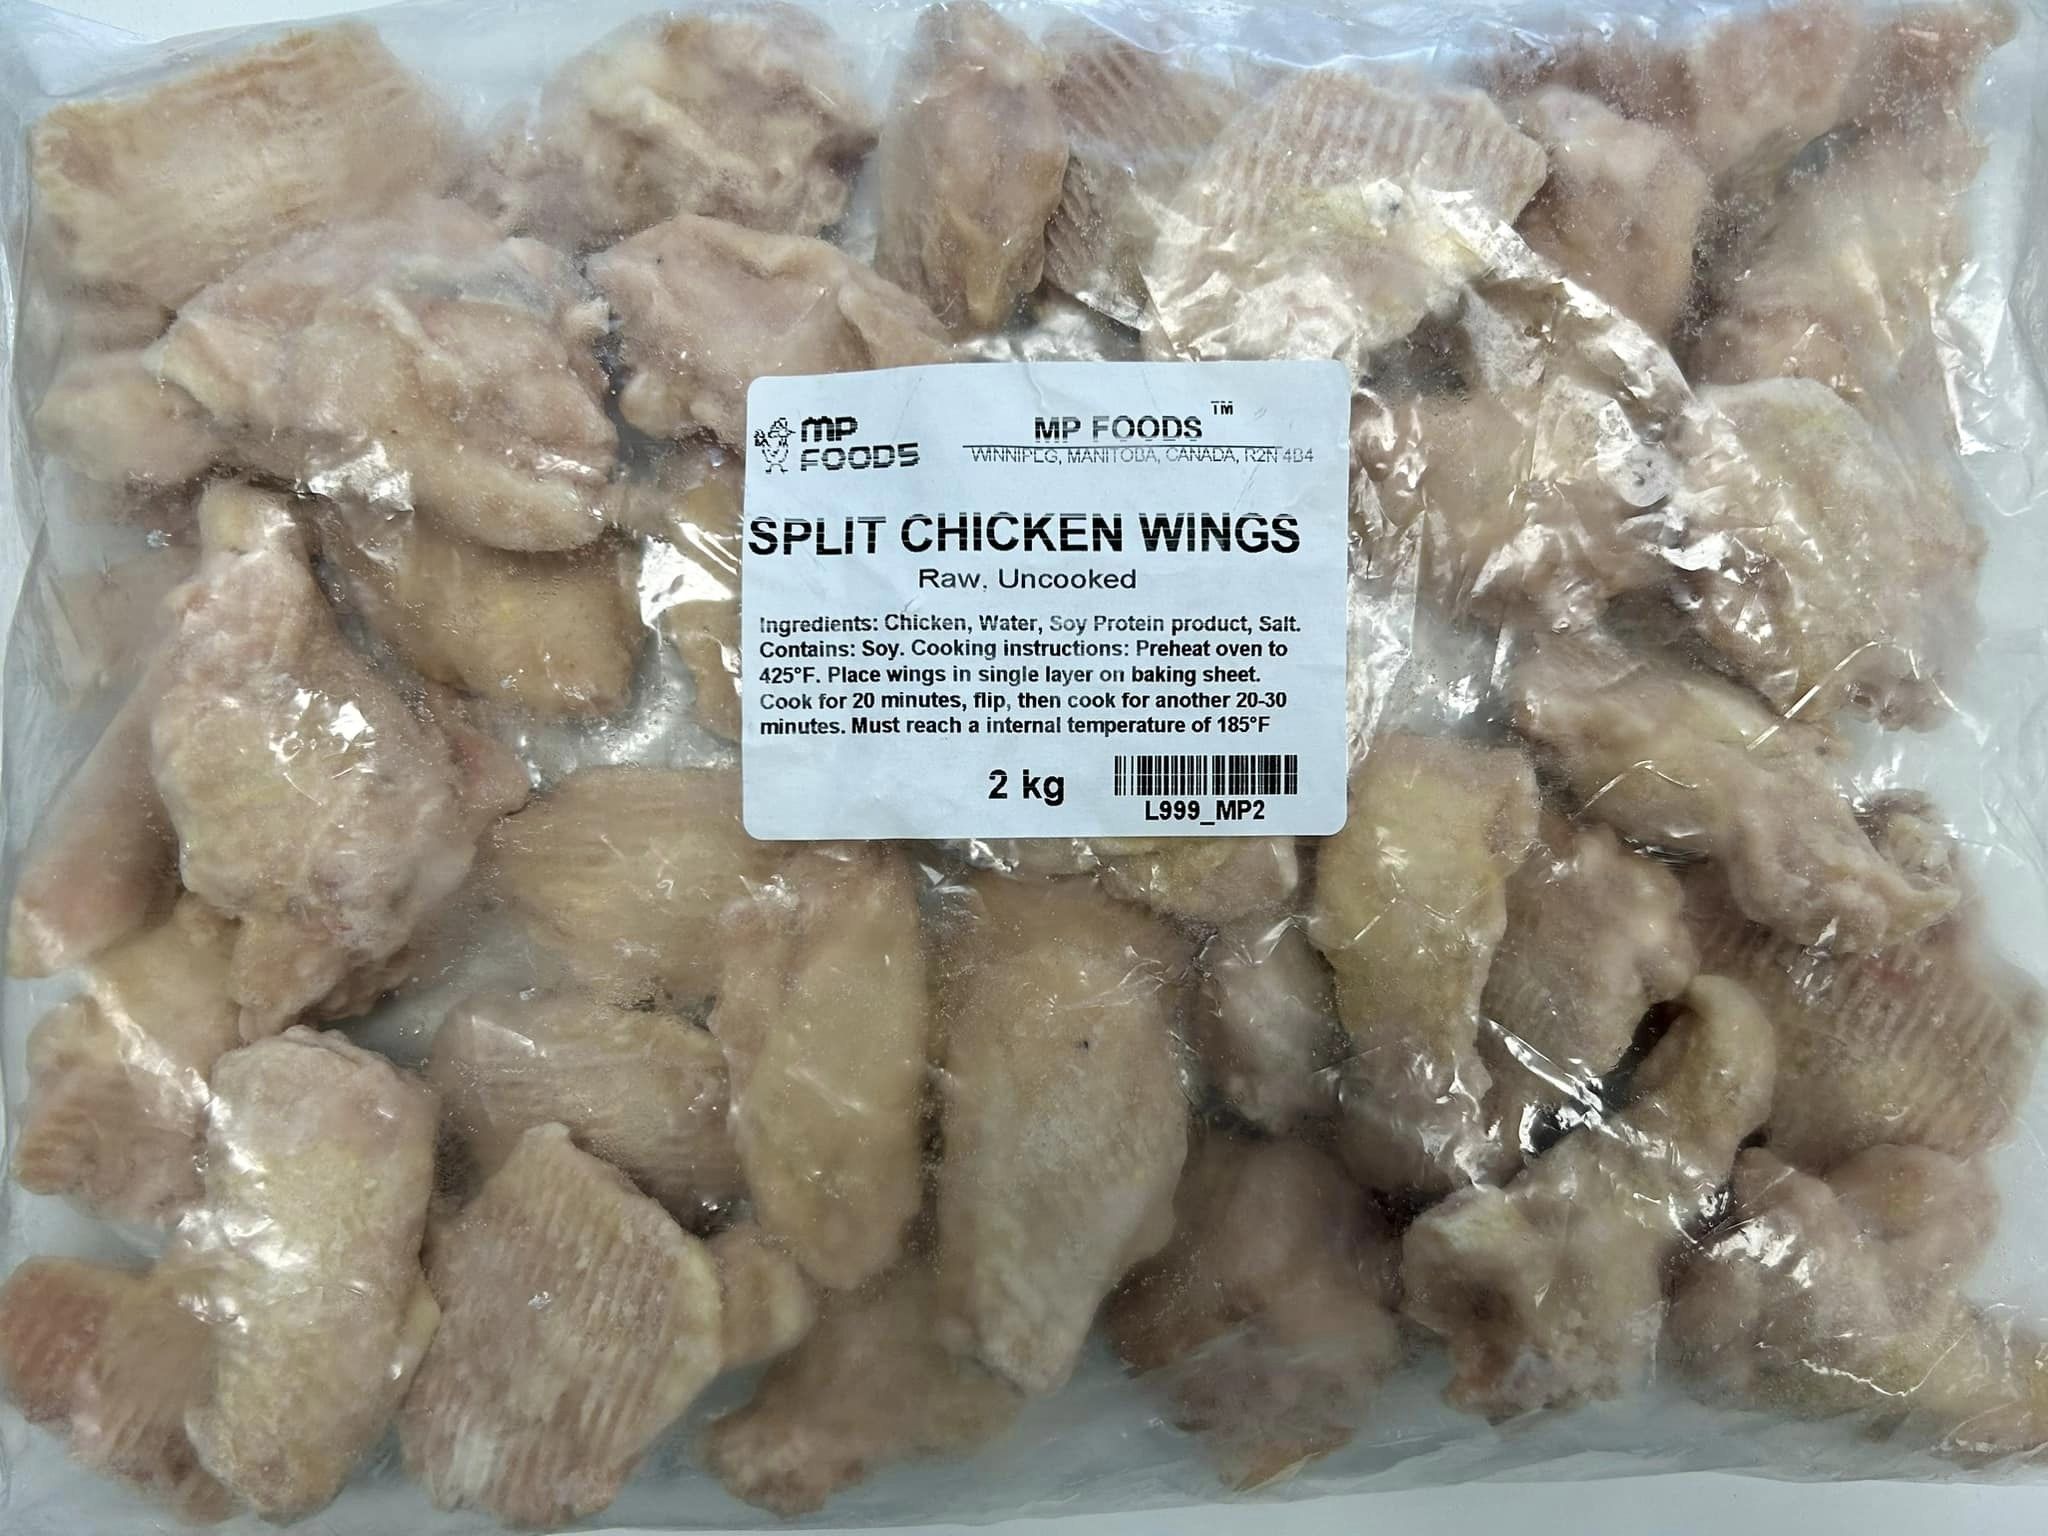 MP
FOODS
MP FOODS™
WINNIPEG, MANITOBA, CANADA, R2N 4B4
SPLIT CHICKEN WINGS
Raw, Uncooked
Ingredients: Chicken, Water, Soy Protein product, Salt.
Contains: Soy. Cooking instructions: Preheat oven to
425°F. Place wings in single layer on baking sheet.
Cook for 20 minutes, flip, then cook for another 20-30
minutes. Must reach a internal temperature of 185°F
2 kg
L999_MP2